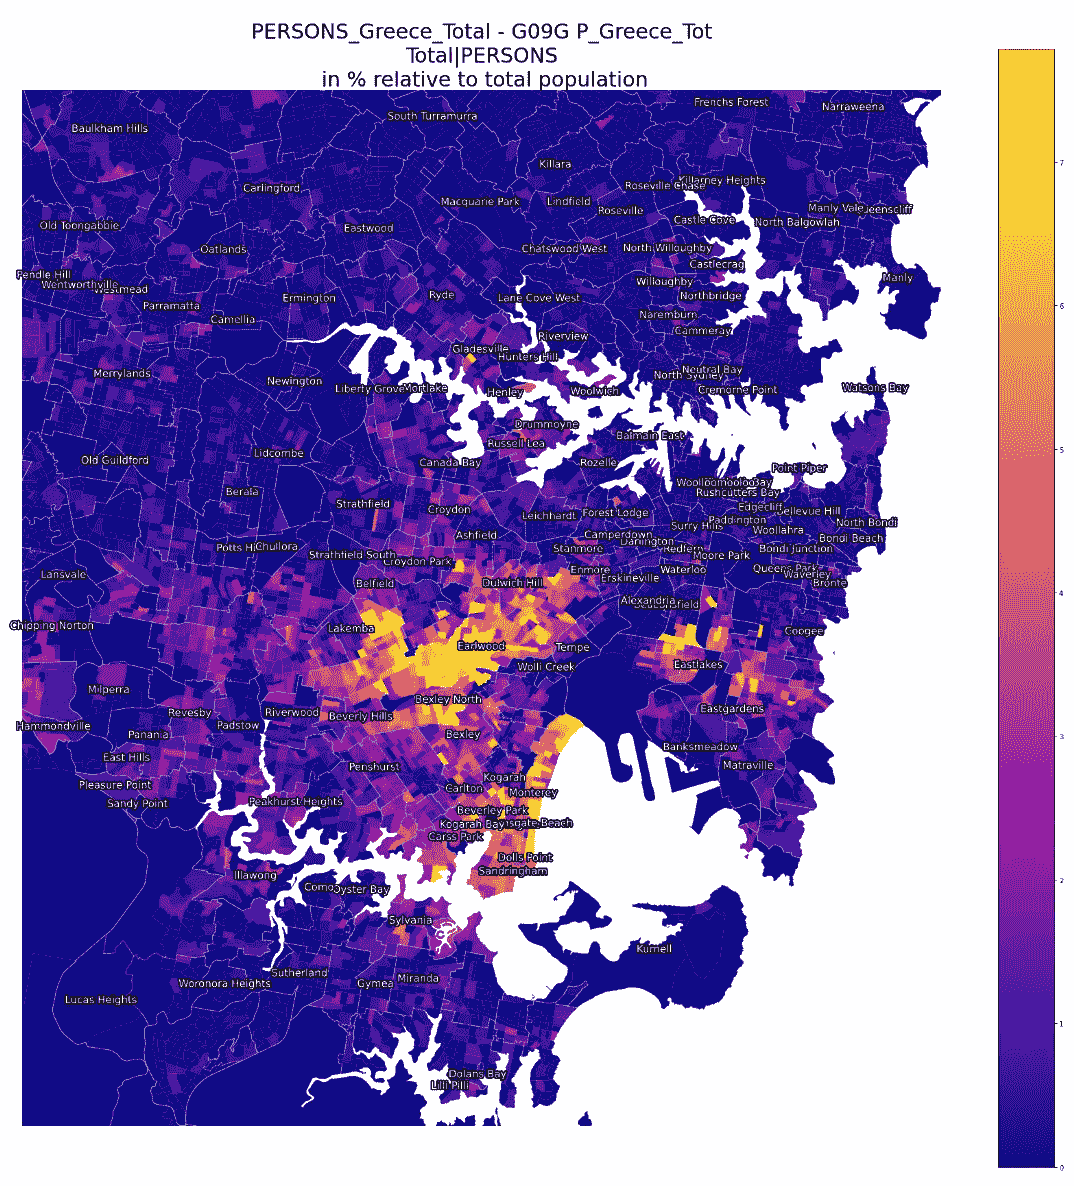 PERSONS_Greece_Total - G09G P_Greece_Tot
Total|PERSONS
in % relative to total population
Frenchs Forest
Narraweena
South Turramurra
Baulkham Hills
Killara
Killarney Heights
Roseville Chase
Carlingford
Macquarie Park
Lindfield
Roseville
Manly Vale
Castle Cove
North Balgowlah
Old Toongabbie
Eastwood
Oatlands
Chatswood West
North Willoughby
Castlecrag
Pendle Hill
Wentworthville
Westmead
Manly
Willoughby
Northbridge
Ryde
Lane Cove West
Ermington
Parramatta
Camellia
Naremburn
Cammeray
Riverview
Gladesville
Hunters Hill
Merrylands
Newington
Neutral Bay
North Sydney
Liberty Grove
Mortlake
Henley
Woolwich
Cremorne Point
Watsons Bay
Drummoyne
Balmain East
Russell Lea
Lidcombe
Old Guildford
Canada Bay
Rozelle
Point Piper
Woolloomooloo
Rushcutters Bay
Berala
Strathfield
Croydon
Leichhardt
Forest Lodge
Edgecliff
Bellevue Hill
Paddington
North Bondi
Surry Hills
Woollahra
Ashfield
Camperdown
Darlington
Bondi Beach
Potts Hill
Chullora
Strathfield South
Croydon Park
Stanmore
Redfern
Moore Park
Bondi Junction
Lansvale
Belfield
Dulwich Hill
Enmore
Erskineville
Waterloo
Queens Park
Waverley
Bronte
Alexandria
Beaconsfield
Chipping Norton
Lakemba
Coogee
Earlwood
Tempe
Wolli Creek
Eastlakes
Milperra
Bexley North
Revesby
Riverwood
Beverly Hills
Eastgardens
Hammondville
Padstow
Panania
Bexley
Banksmeadow
East Hills
Penshurst
Matraville
Pleasure Point
Kogarah
Carlton
Monterey
Sandy Point
Peakhurst Heights
Beverley Park
Kogarah Bay
Carss Park
Dolls Point
Sandringham
Illawong
Como
Oyster Bay
Sylvania
Kurnell
Sutherland
Woronora Heights
Gymea
Miranda
Lucas Heights
Dolans Bay
Lilli Pilli
7
6
5
4
3
2
1
0